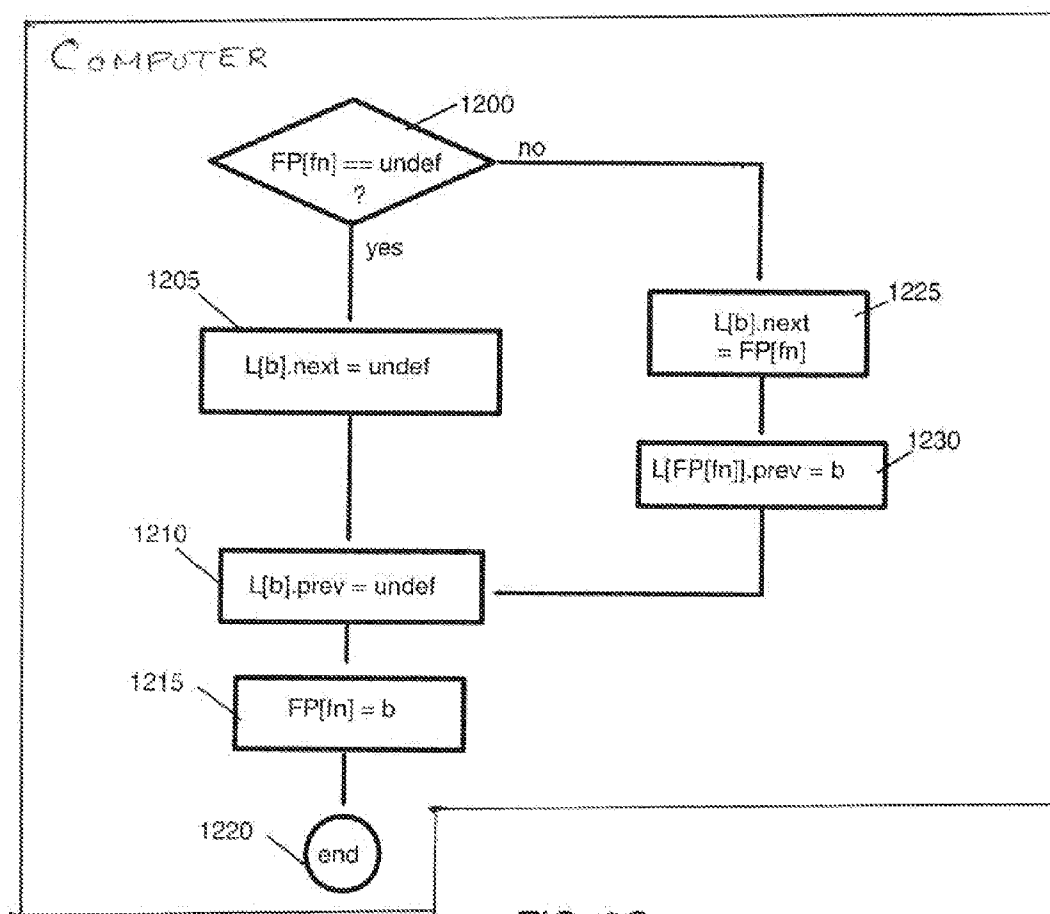 COMPUTER
1200
FP[fn] == undef
?
no
yes
1205
L[b].next = undef
1225
L[b].next
= FP[fn]
1230
L[FP[fn]].prev = b
1210
L[b].prev = undef
1215
FP[fn] = b
1220
end